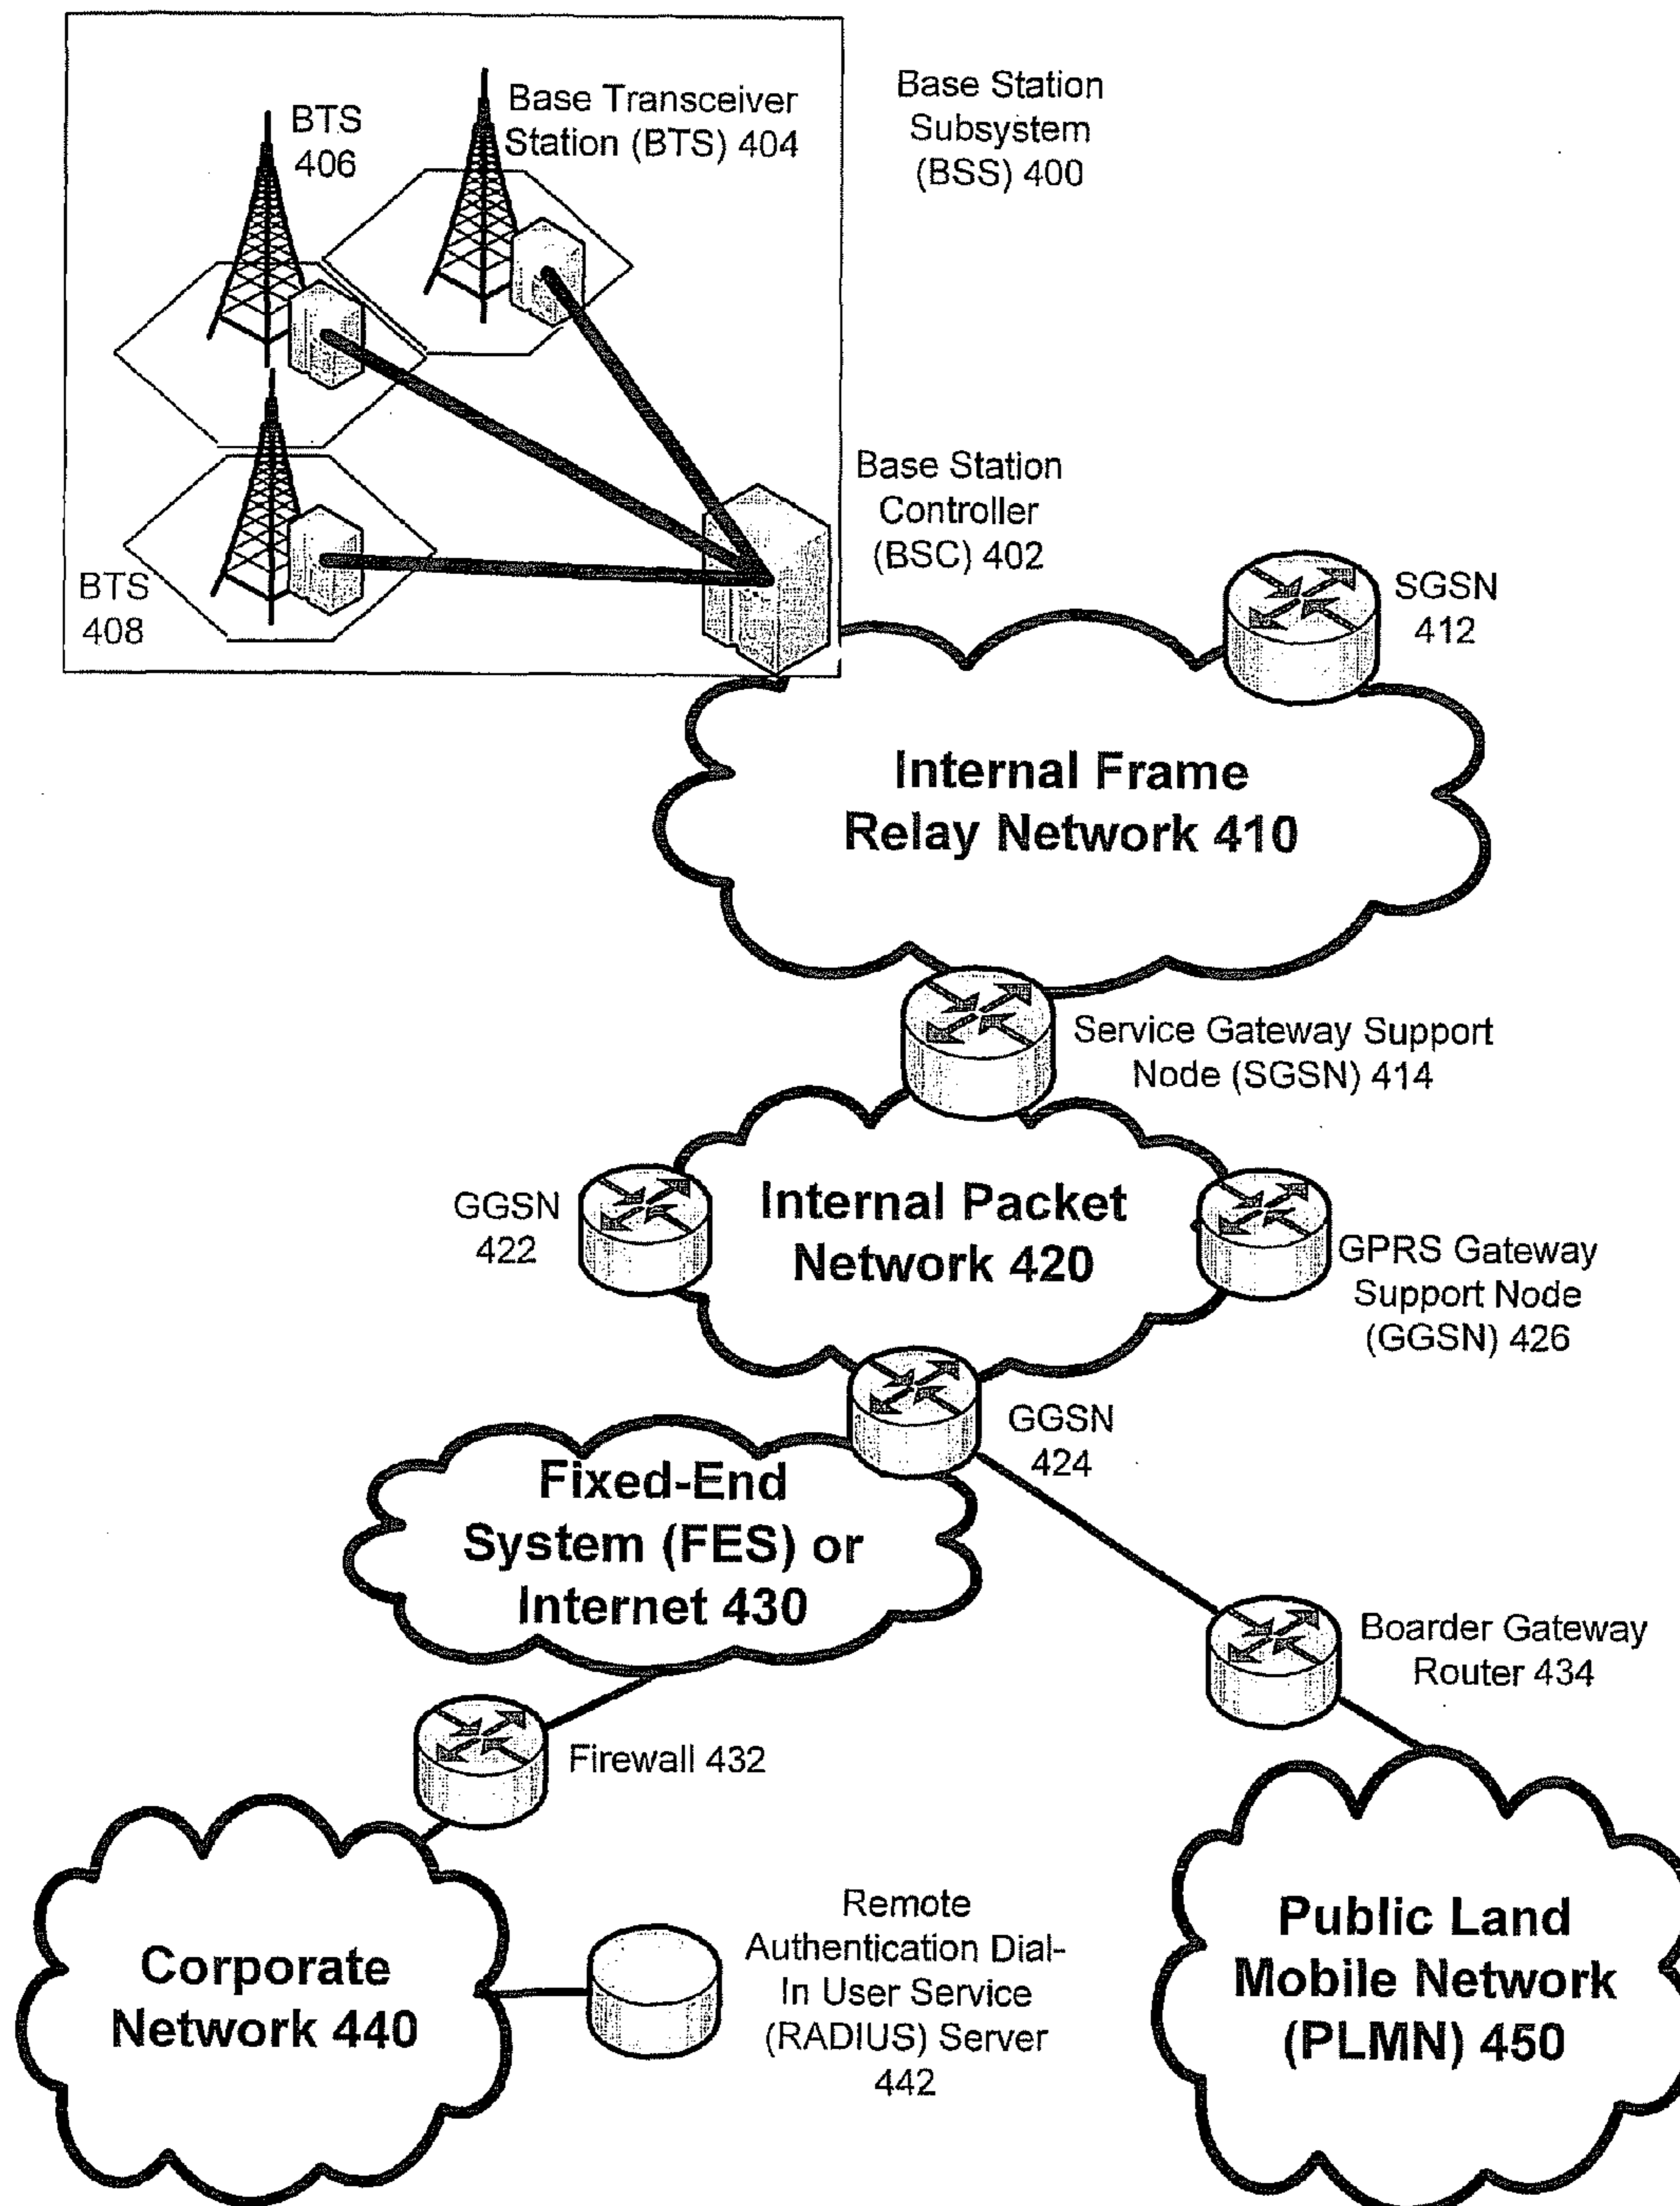 BTS
406
Base Transceiver
Station (BTS) 404
Base Station
Subsystem
(BSS) 400
Base Station
Controller
(BSC) 402
BTS
408
SGSN
412
Internal Frame
Relay Network 410
Service Gateway Support
Node (SGSN) 414
GGSN
422
Internal Packet
Network 420
GPRS Gateway
Support Node
(GGSN) 426
GGSN
424
Fixed-End
System (FES) or
Internet 430
Boarder Gateway
Router 434
Firewall 432
Corporate
Network 440
Remote
Authentication Dial-
In User Service
(RADIUS) Server
442
Public Land
Mobile Network
(PLMN) 450